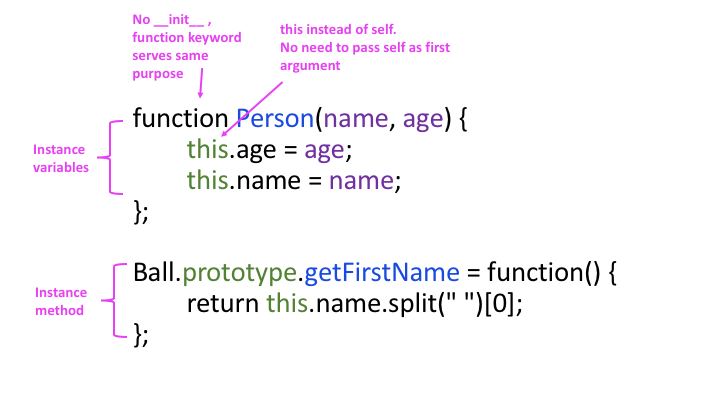 No __init__ ,
function keyword
serves same
purpose
this instead of self.
No need to pass self as first
argument
function Person(name, age) {
this.age = age;
this.name = name;
};
Instance
variables
Ball.prototype.getFirstName = function() {
return this.name.split(" ")[0];
};
Instance
method